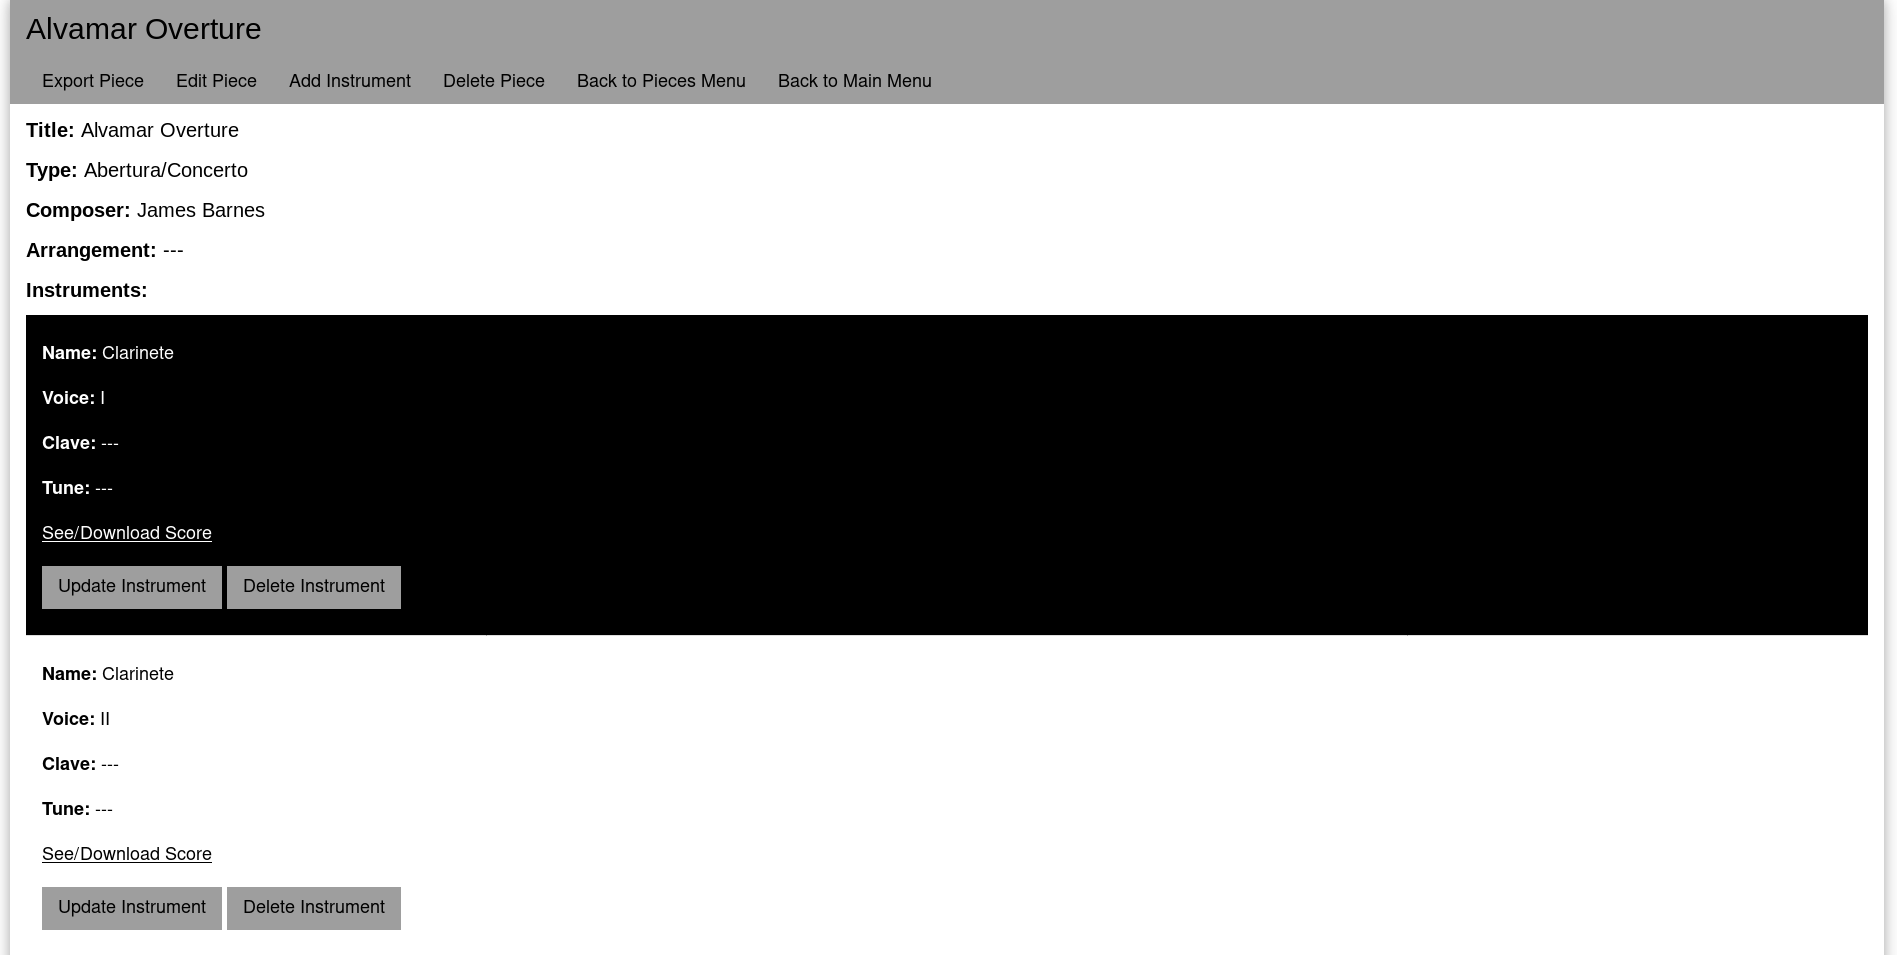 Alvamar Overture
Export Piece Edit Piece Add Instrument Delete Piece Back to Pieces Menu Back to Main Menu
Title: Alvamar Overture
Type: Abertura/Concerto
Composer: James Barnes
Arrangement: ---
Instruments:
Name: Clarinete
Voice: I
Clave: ---
Tune: ---
See/Download Score
Update Instrument Delete Instrument
Name: Clarinete
Voice: II
Clave: ---
Tune: ---
See/Download Score
Update Instrument Delete Instrument